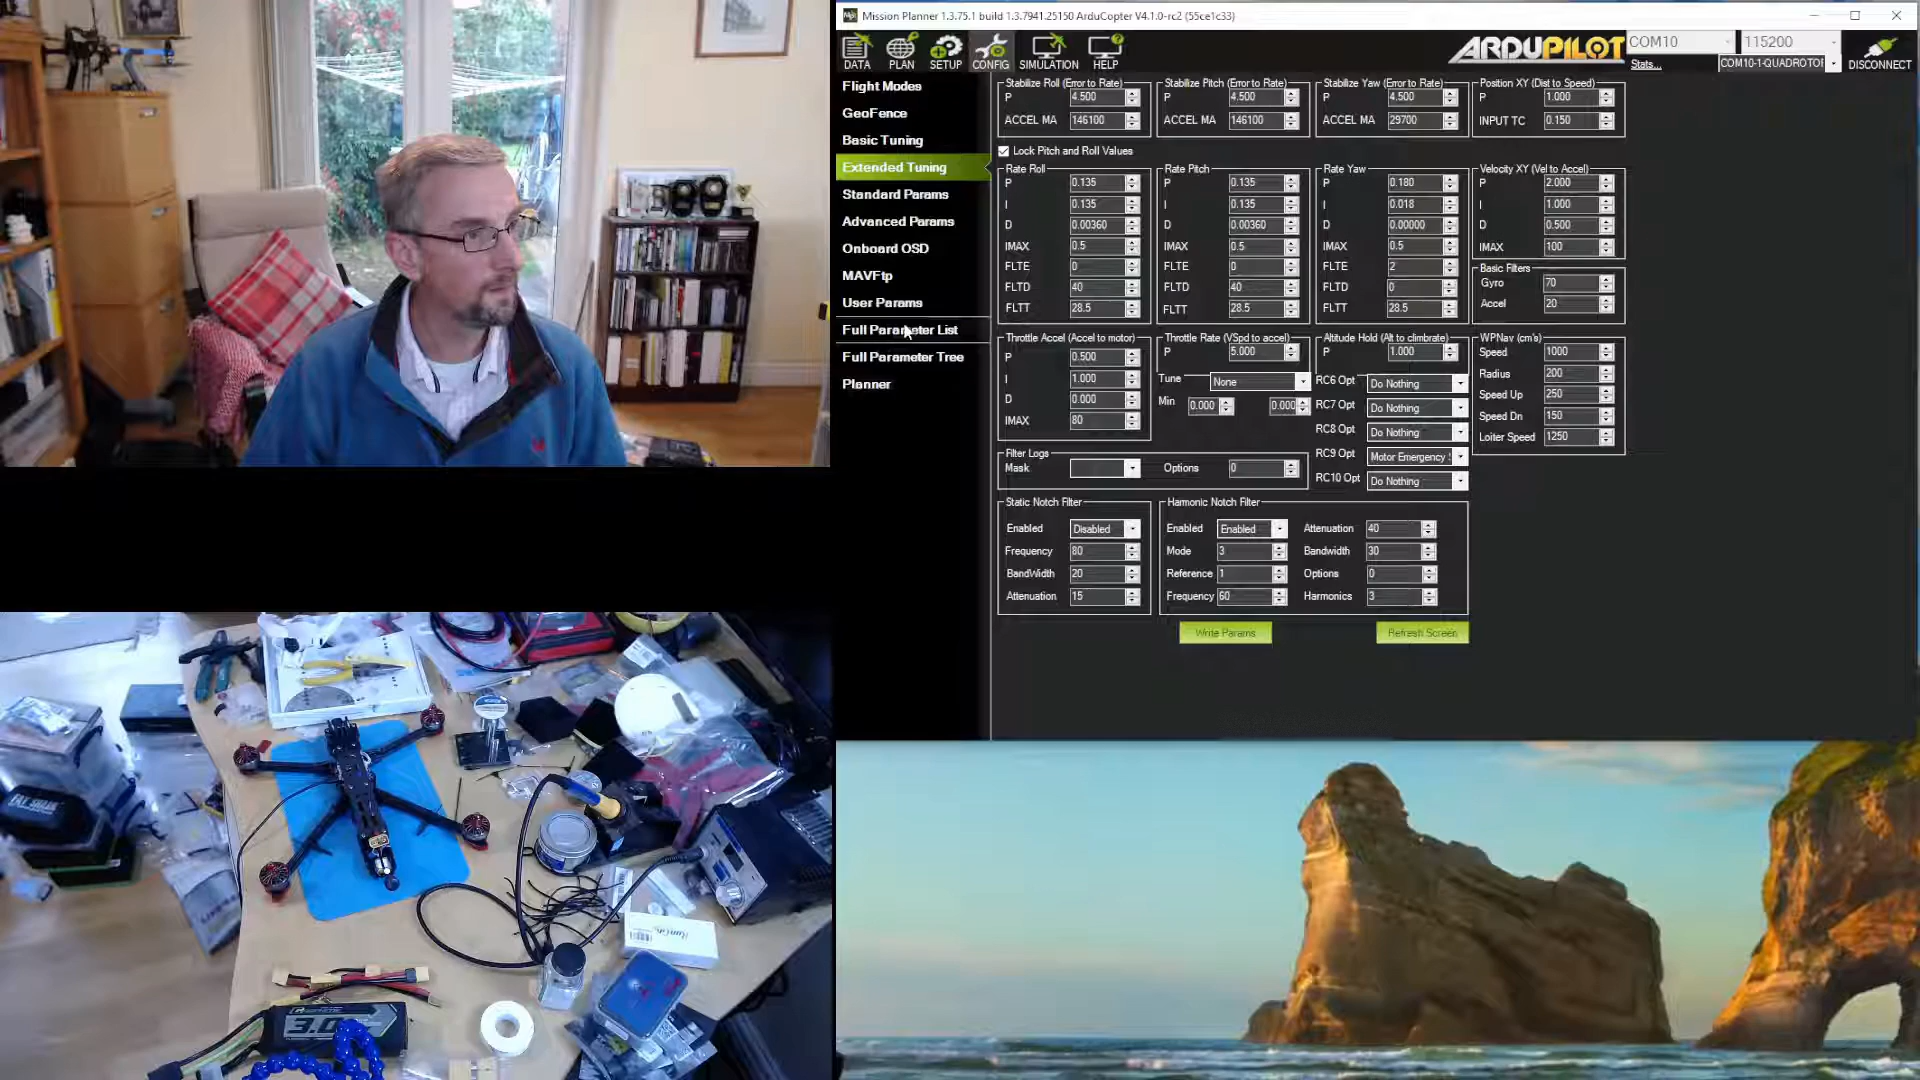 Mission Planner 1.3.75.1 build 1.3.7941.25150 ArduCopter V4.1.0-rc2 (55ce1c33)
DATA PLAN SETUP CONFIG SIMULATION HELP
ARDUPILOT
COM10 115200
Stats... COM10-1-QUADROTOR DISCONNECT
Flight Modes
GeoFence
Basic Tuning
Extended Tuning
Standard Params
Advanced Params
Onboard OSD
MAVFtp
User Params
Full Parameter List
Full Parameter Tree
Planner
Stabilize Roll (Error to Rate)
P 4.500
ACCEL MA 146100
Stabilize Pitch (Error to Rate)
P 4.500
ACCEL MA 146100
Stabilize Yaw (Error to Rate)
P 4.500
ACCEL MA 29700
Position XY (Dist to Speed)
P 1.000
INPUT TC 0.150
Lock Pitch and Roll Values
Rate Roll
P 0.135
I 0.135
D 0.00360
IMAX 0.5
FLTE 0
FLTD 40
FLTT 28.5
Rate Pitch
P 0.135
I 0.135
D 0.00360
IMAX 0.5
FLTE 0
FLTD 40
FLTT 28.5
Rate Yaw
P 0.180
I 0.018
D 0.00000
IMAX 0.5
FLTE 2
FLTD 0
FLTT 28.5
Velocity XY (Vel to Accel)
P 2.000
I 1.000
D 0.500
IMAX 100
Basic Filters
Gyro 70
Accel 20
Throttle Accel (Accel to motor)
P 0.500
I 1.000
D 0.000
IMAX 80
Throttle Rate (VSpd to accel)
P 5.000
Tune None
Min 0.000 0.000
Altitude Hold (Alt to climbrate)
P 1.000
RC6 Opt Do Nothing
RC7 Opt Do Nothing
RC8 Opt Do Nothing
RC9 Opt Motor Emergency
RC10 Opt Do Nothing
WPNav (cm's)
Speed 1000
Radius 200
Speed Up 250
Speed Dn 150
Loiter Speed 1250
Filter Logs
Mask Options 0
Static Notch Filter
Enabled Disabled
Frequency 80
BandWidth 20
Attenuation 15
Harmonic Notch Filter
Enabled Enabled Attenuation 40
Mode 3 Bandwidth 30
Reference 1 Options 0
Frequency 60 Harmonics 3
Write Params Refresh Screen
FAT SHARK
RunCam
3.0